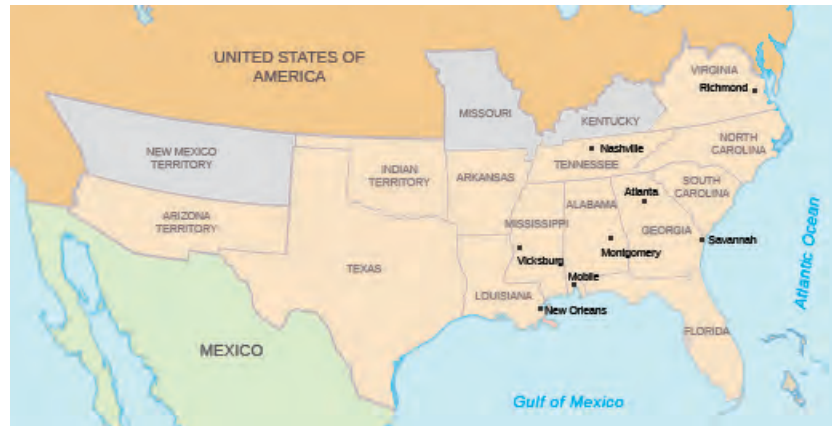 UNITED STATES OF
AMERICA
VIRGINIA
Richmond
MISSOURI
KENTUCKY
NEW MEXICO
TERRITORY
Nashville
NORTH
CAROLINA
TENNESSEE
INDIAN
TERRITORY
ARKANSAS
SOUTH
CAROLINA
Atlanta
ARIZONA
TERRITORY
MISSISSIPPI
ALABAMA
GEORGIA
Savannah
Montgomery
Vicksburg
TEXAS
Mobile
LOUISIANA
New Orleans
FLORIDA
MEXICO
Gulf of Mexico
Atlantic Ocean